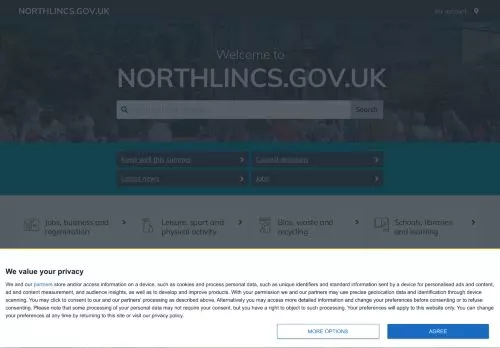 NORTHLINCS.GOV.UK
Welcome to
NORTHLINCS.GOV.UK
Search
Keep well this summer
Council decisions
Latest news
Jobs
Jobs, business and regeneration
Leisure, sport and physical activity
Bins, waste and recycling
Schools, libraries and learning
We value your privacy
We and our partners store and/or access information on a device, such as cookies and process personal data, such as unique identifiers and standard information sent by a device for personalised ads and content,
ad and content measurement, and audience insights, as well as to develop and improve products. With your permission we and our partners may use precise geolocation data and identification through device
scanning. You may click to consent to our and our partners' processing as described above. Alternatively you may access more detailed information and change your preferences before consenting or to refuse
consenting. Please note that some processing of your personal data may not require your consent, but you have a right to object to such processing. Your preferences will apply to this website only. You can change
your preferences at any time by returning to this site or visit our privacy policy.
MORE OPTIONS
AGREE